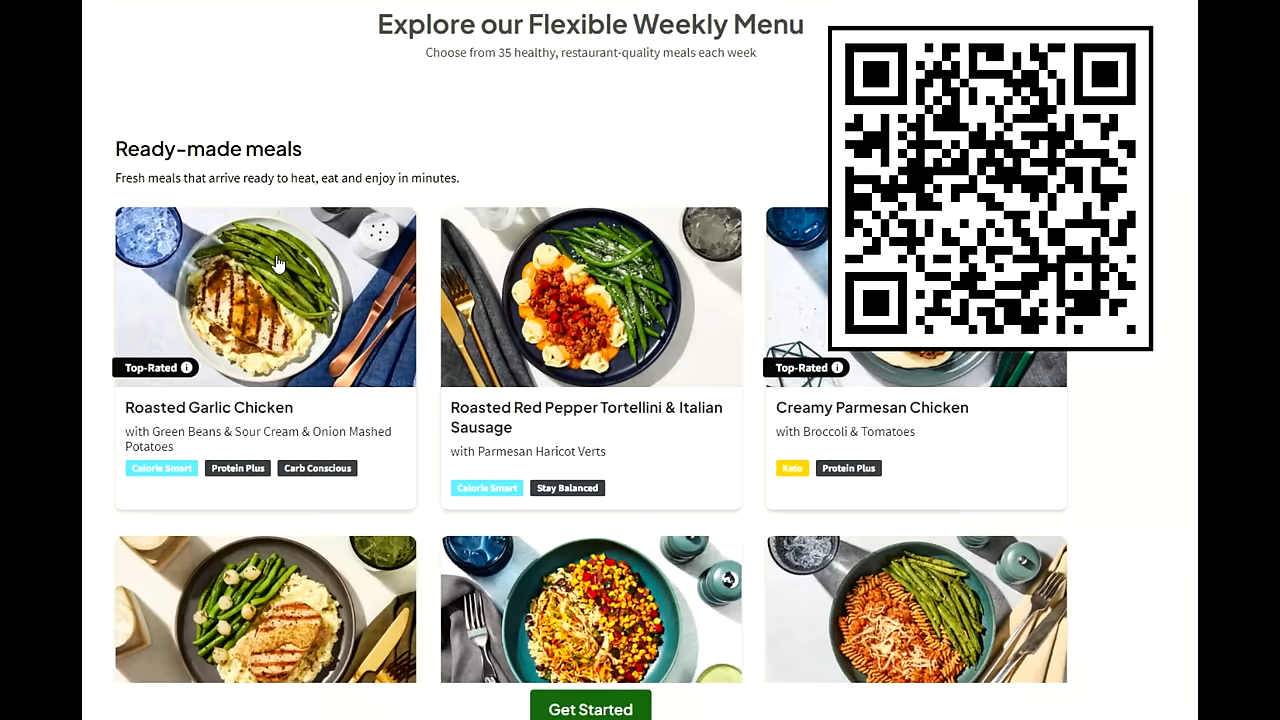 Explore our Flexible Weekly Menu
Choose from 35 healthy, restaurant-quality meals each week
Ready-made meals
Fresh meals that arrive ready to heat, eat and enjoy in minutes.
Top-Rated
Top-Rated
Roasted Garlic Chicken
with Green Beans & Sour Cream & Onion Mashed
Potatoes
Calorie Smart Protein Plus Carb Conscious
Roasted Red Pepper Tortellini & Italian
Sausage
with Parmesan Haricot Verts
Calorie Smart Stay Balanced
Creamy Parmesan Chicken
with Broccoli & Tomatoes
Keto Protein Plus
Get Started